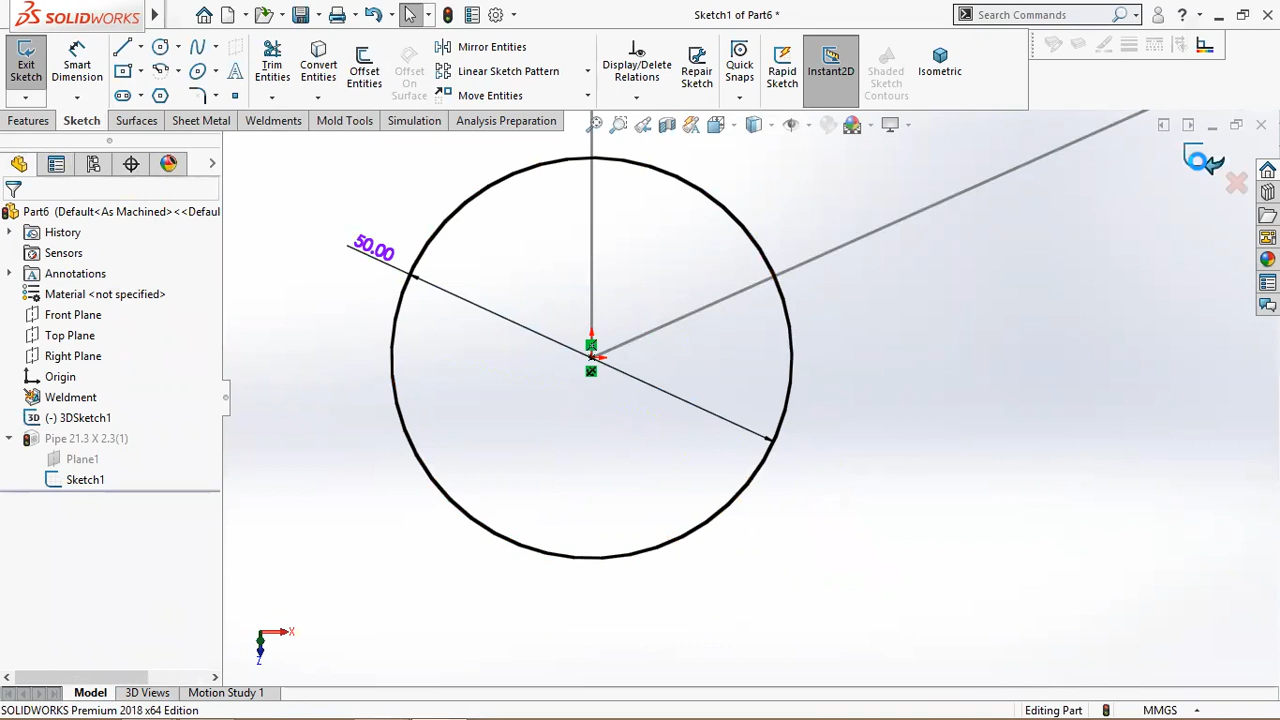 SOLIDWORKS
Sketch1 of Part6 *
Search Commands
?
Exit Sketch
Smart Dimension
Trim Entities
Convert Entities
Offset Entities
Offset On Surface
Mirror Entities
Linear Sketch Pattern
Move Entities
Display/Delete Relations
Repair Sketch
Quick Snaps
Rapid Sketch
Instant2D
Shaded Sketch Contours
Isometric
Features
Sketch
Surfaces
Sheet Metal
Weldments
Mold Tools
Simulation
Analysis Preparation
Part6 (Default<As Machined><<Defaul
History
Sensors
Annotations
Material <not specified>
Front Plane
Top Plane
Right Plane
Origin
Weldment
3D (-) 3DSketch1
Pipe 21.3 X 2.3(1)
Plane1
Sketch1
50.00
X
Z
Model
3D Views
Motion Study 1
SOLIDWORKS Premium 2018 x64 Edition
Editing Part
MMGS